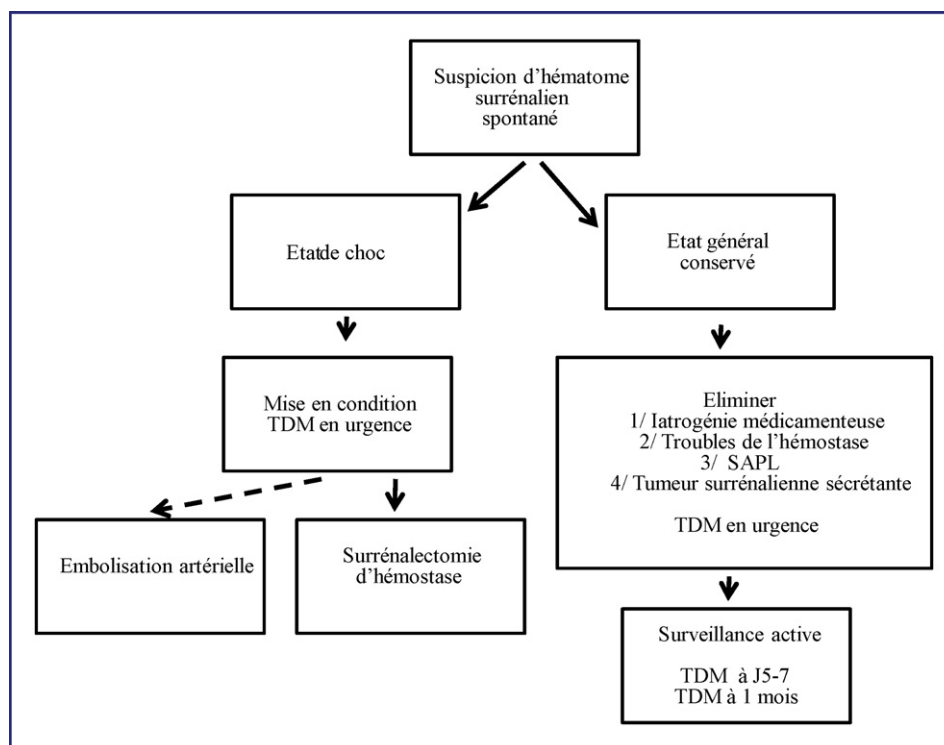 Suspicion d’hématome
surrénalien
spontané
Etatde choc
Etat général
conservé
Mise en condition
TDM en urgence
Eliminer
1/ Iatrogénie médicamenteuse
2/ Troubles de l’hémostase
3/ SAPL
4/ Tumeur surrénalienne sécrétante
TDM en urgence
Embolisation artérielle
Surrénalectomie
d’hémostase
Surveillance active
TDM à J5-7
TDM à 1 mois